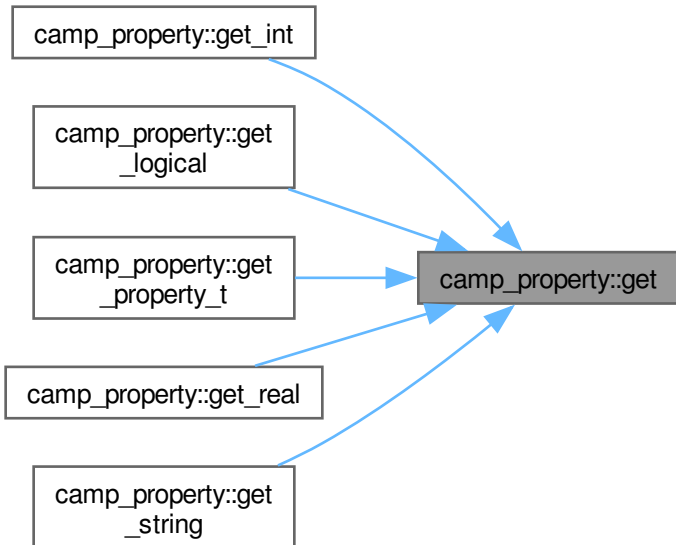 camp_property::get_int
camp_property::get
_logical
camp_property::get
_property_t
camp_property::get
camp_property::get_real
camp_property::get
_string